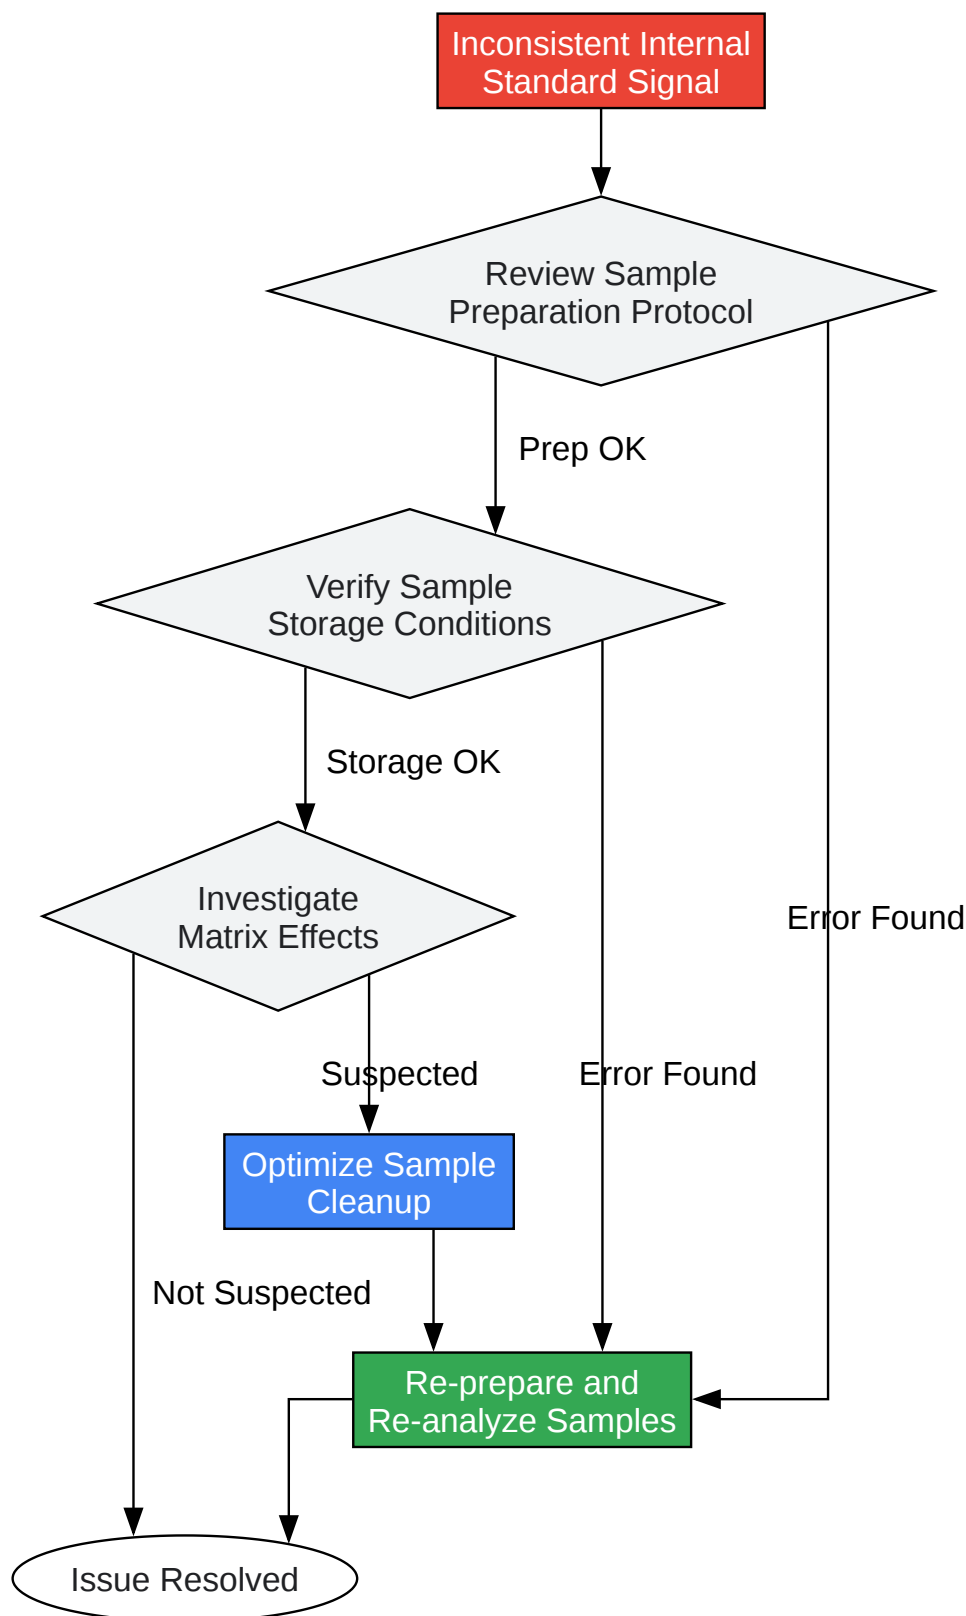 Inconsistent Internal
Standard Signal
Review Sample
Preparation Protocol
Prep OK
Verify Sample
Storage Conditions
Storage OK
Investigate
Matrix Effects
Error Found
Suspected
Error Found
Optimize Sample
Cleanup
Not Suspected
Re-prepare and
Re-analyze Samples
Issue Resolved